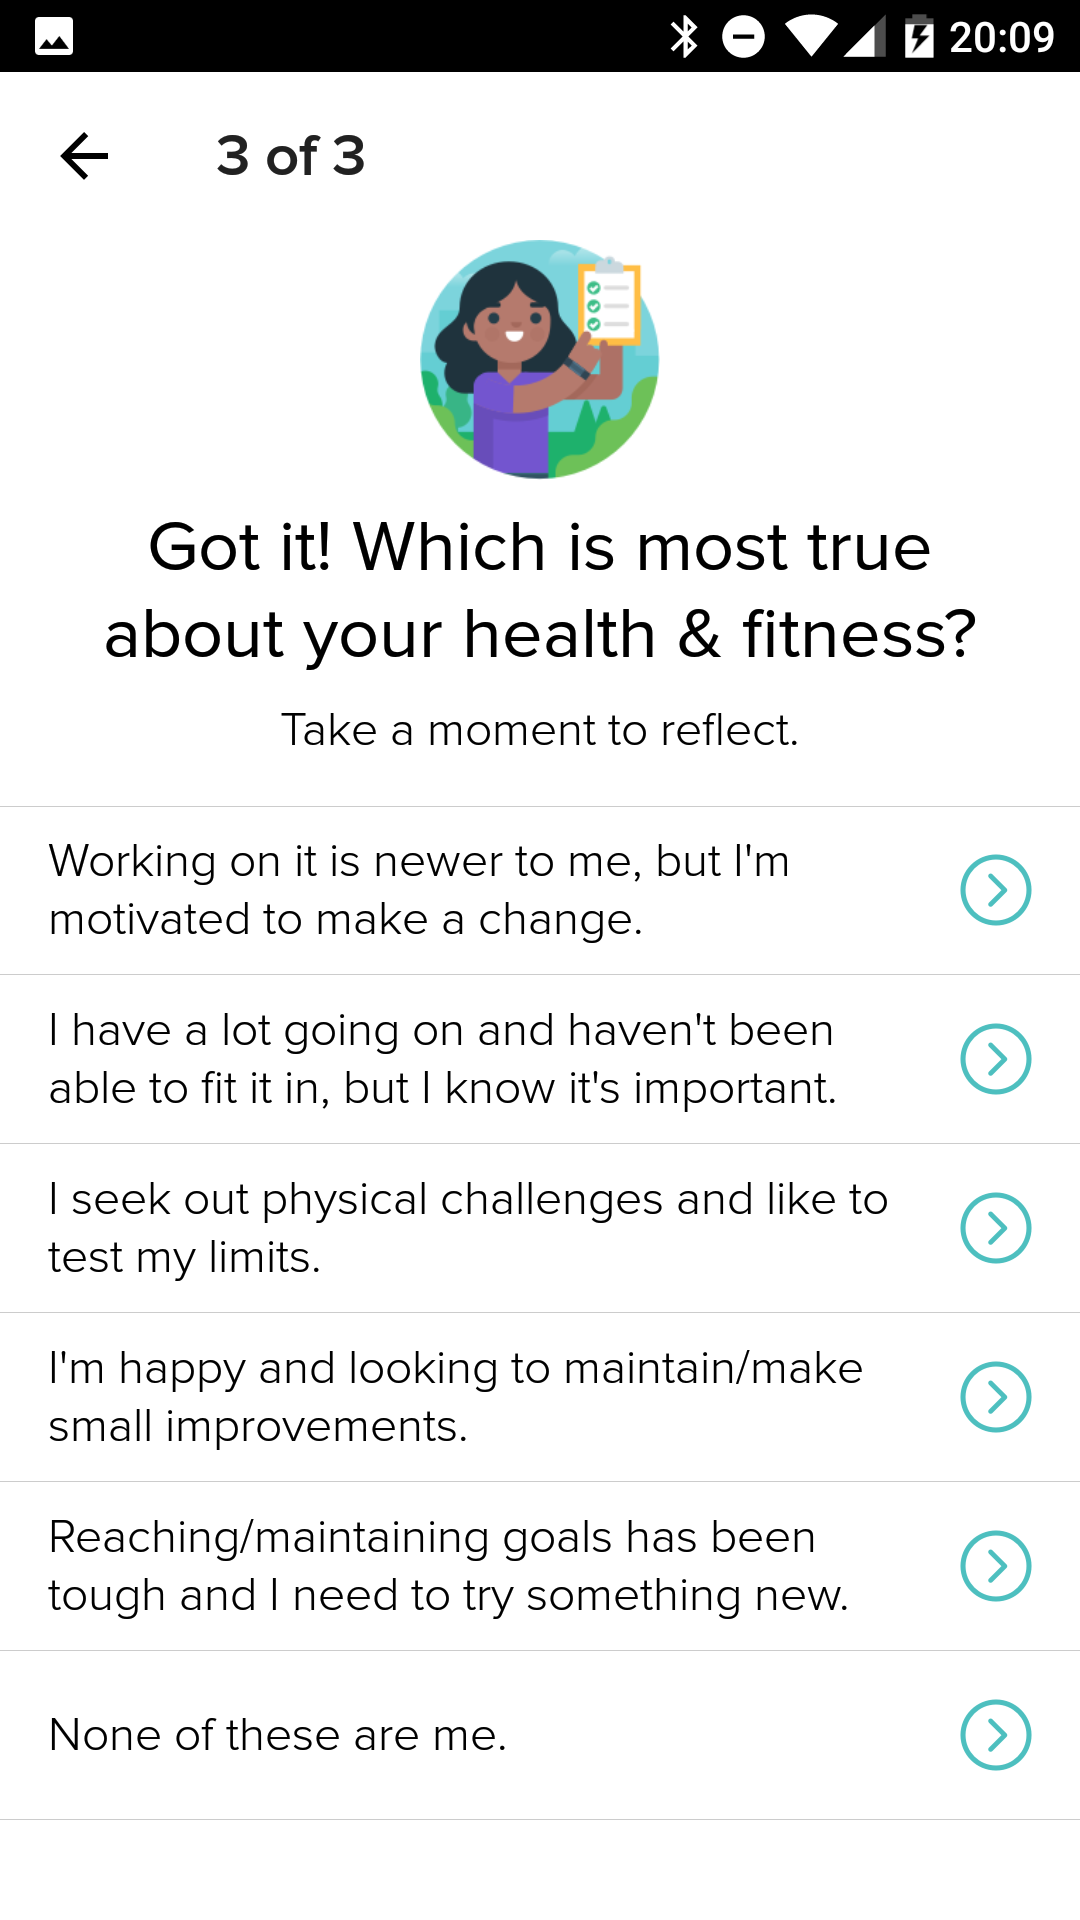 20:09
3 of 3
Got it! Which is most true
about your health & fitness?
Take a moment to reflect.
Working on it is newer to me, but I'm
motivated to make a change.
I have a lot going on and haven't been
able to fit it in, but I know it's important.
I seek out physical challenges and like to
test my limits.
I'm happy and looking to maintain/make
small improvements.
Reaching/maintaining goals has been
tough and I need to try something new.
None of these are me.